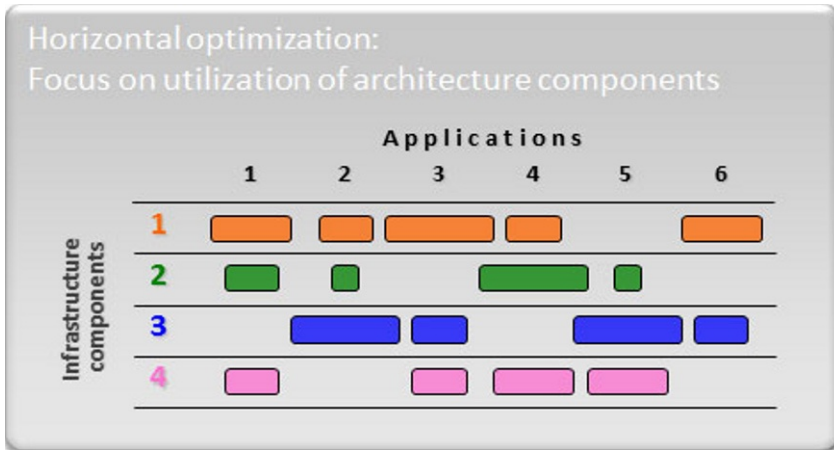 Horizontal optimization:
Focus on utilization of architecture components
Applications
1 2 3 4 5 6
Infrastructure
components
1
2
3
4